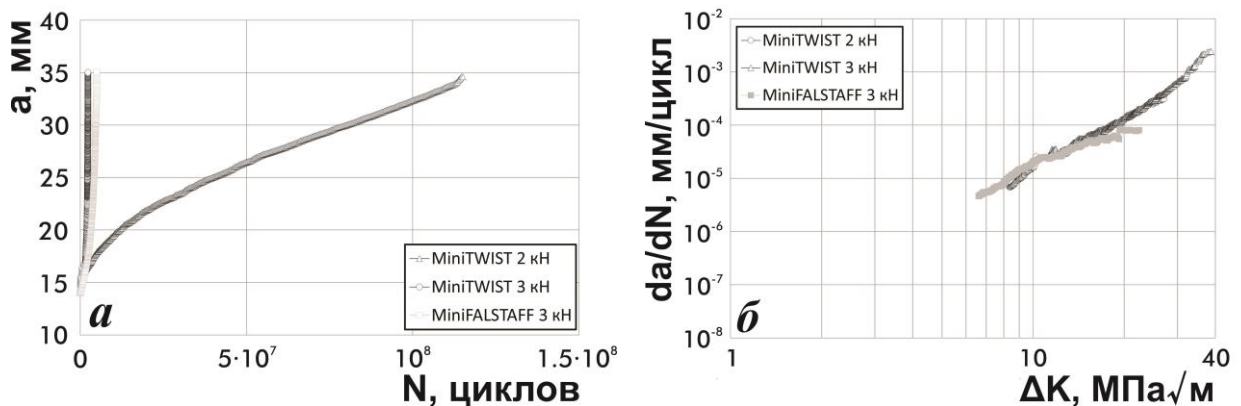 40
35
30
25
20
15
10
a, мм
MiniTWIST 2 кН
MiniTWIST 3 кН
MiniFALSTAFF 3 кН
а
0
5·10⁷
10⁸
1.5·10⁸
N, циклов
10⁻²
10⁻³
10⁻⁴
10⁻⁵
10⁻⁶
10⁻⁷
10⁻⁸
da/dN, мм/цикл
MiniTWIST 2 кН
MiniTWIST 3 кН
MiniFALSTAFF 3 кН
б
1
10
40
ΔK, МПа√м